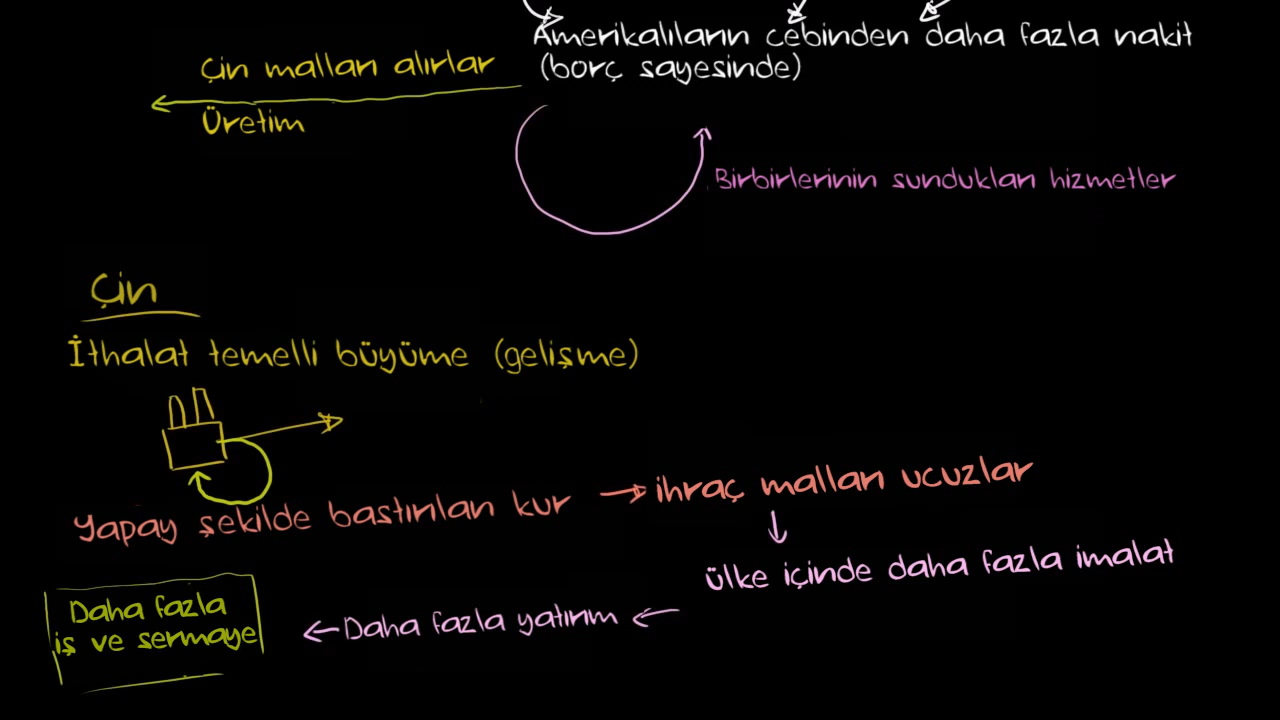 Amerikalıların cebinden daha fazla nakit
(borç sayesinde)
Çin malları alırlar
Üretim
Birbirlerinin sundukları hizmetler
Çin
İthalat temelli büyüme (gelişme)
Yapay şekilde bastırılan kur → ihraç malları ucuzlar
ülke içinde daha fazla imalat
← Daha fazla yatırım ←
Daha fazla
iş ve sermaye